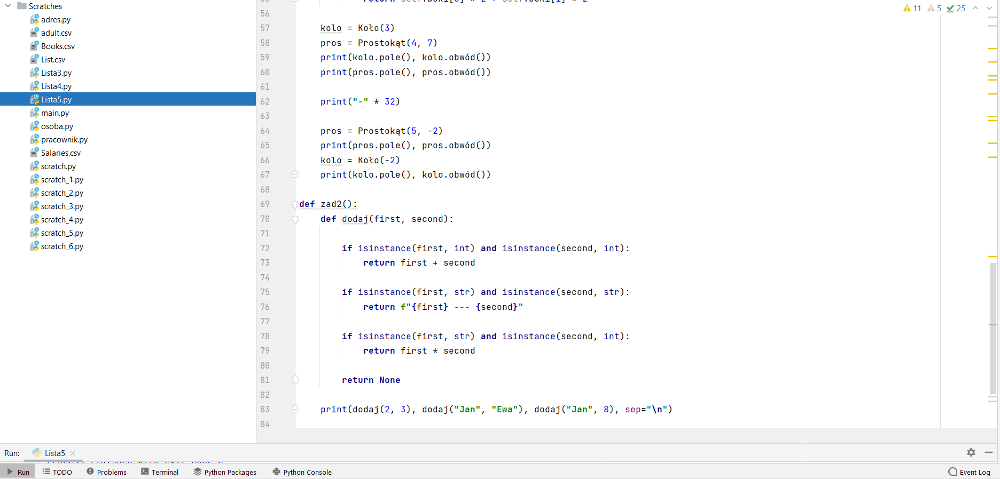 Scratches
adres.py
adult.csv
Books.csv
List.csv
Lista3.py
Lista4.py
Lista5.py
main.py
osoba.py
pracownik.py
Salaries.csv
scratch.py
scratch_1.py
scratch_2.py
scratch_3.py
scratch_4.py
scratch_5.py
scratch_6.py
11 5 25
56
57 kolo = Koło(3)
58 pros = Prostokąt(4, 7)
59 print(kolo.pole(), kolo.obwód())
60 print(pros.pole(), pros.obwód())
61
62 print("-" * 32)
63
64 pros = Prostokąt(5, -2)
65 print(pros.pole(), pros.obwód())
66 kolo = Koło(-2)
67 print(kolo.pole(), kolo.obwód())
68
69 def zad2():
70 def dodaj(first, second):
71
72 if isinstance(first, int) and isinstance(second, int):
73 return first + second
74
75 if isinstance(first, str) and isinstance(second, str):
76 return f"{first} --- {second}"
77
78 if isinstance(first, str) and isinstance(second, int):
79 return first * second
80
81 return None
82
83 print(dodaj(2, 3), dodaj("Jan", "Ewa"), dodaj("Jan", 8), sep="\n")
84
Run: Lista5
Run TODO Problems Terminal Python Packages Python Console Event Log